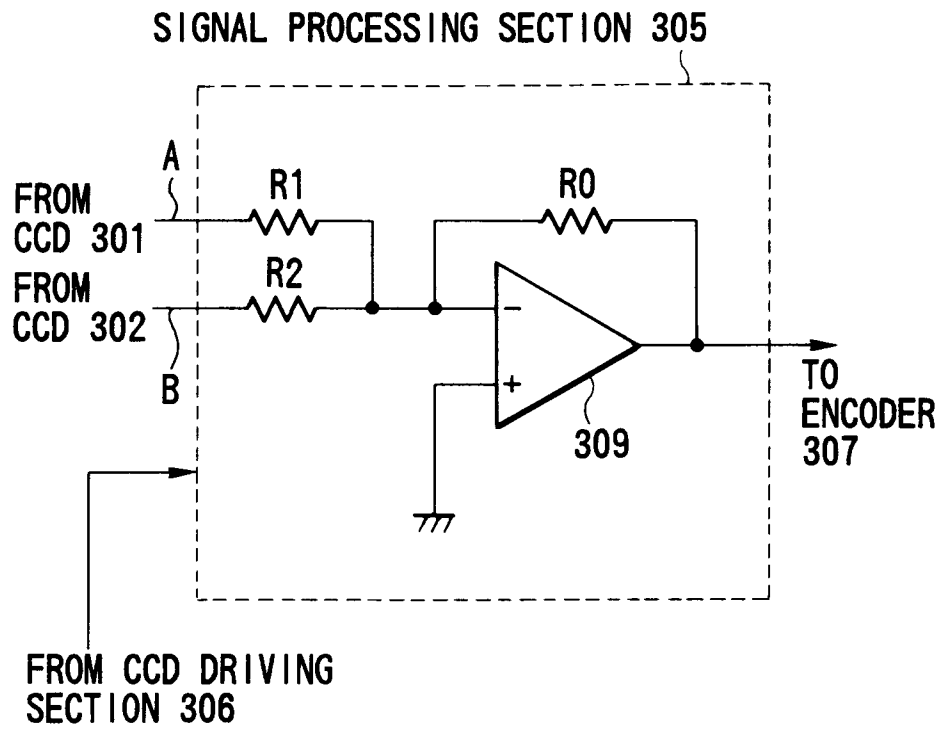 SIGNAL PROCESSING SECTION 305
A
R1
R0
FROM
CCD 301
R2
FROM
CCD 302
B
−
+
309
TO
ENCODER
307
FROM CCD DRIVING
SECTION 306